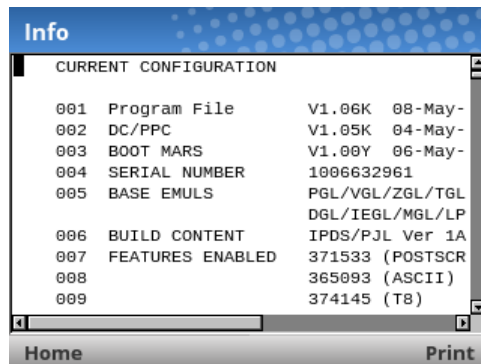 Info
CURRENT CONFIGURATION
001 Program File V1.06K 08-May-
002 DC/PPC V1.05K 04-May-
003 BOOT MARS V1.00Y 06-May-
004 SERIAL NUMBER 1006632961
005 BASE EMULS PGL/VGL/ZGL/TGL
DGL/IEGL/MGL/LP
006 BUILD CONTENT IPDS/PJL Ver 1A
007 FEATURES ENABLED 371533 (POSTSCR
008 365093 (ASCII)
009 374145 (T8)
Home Print